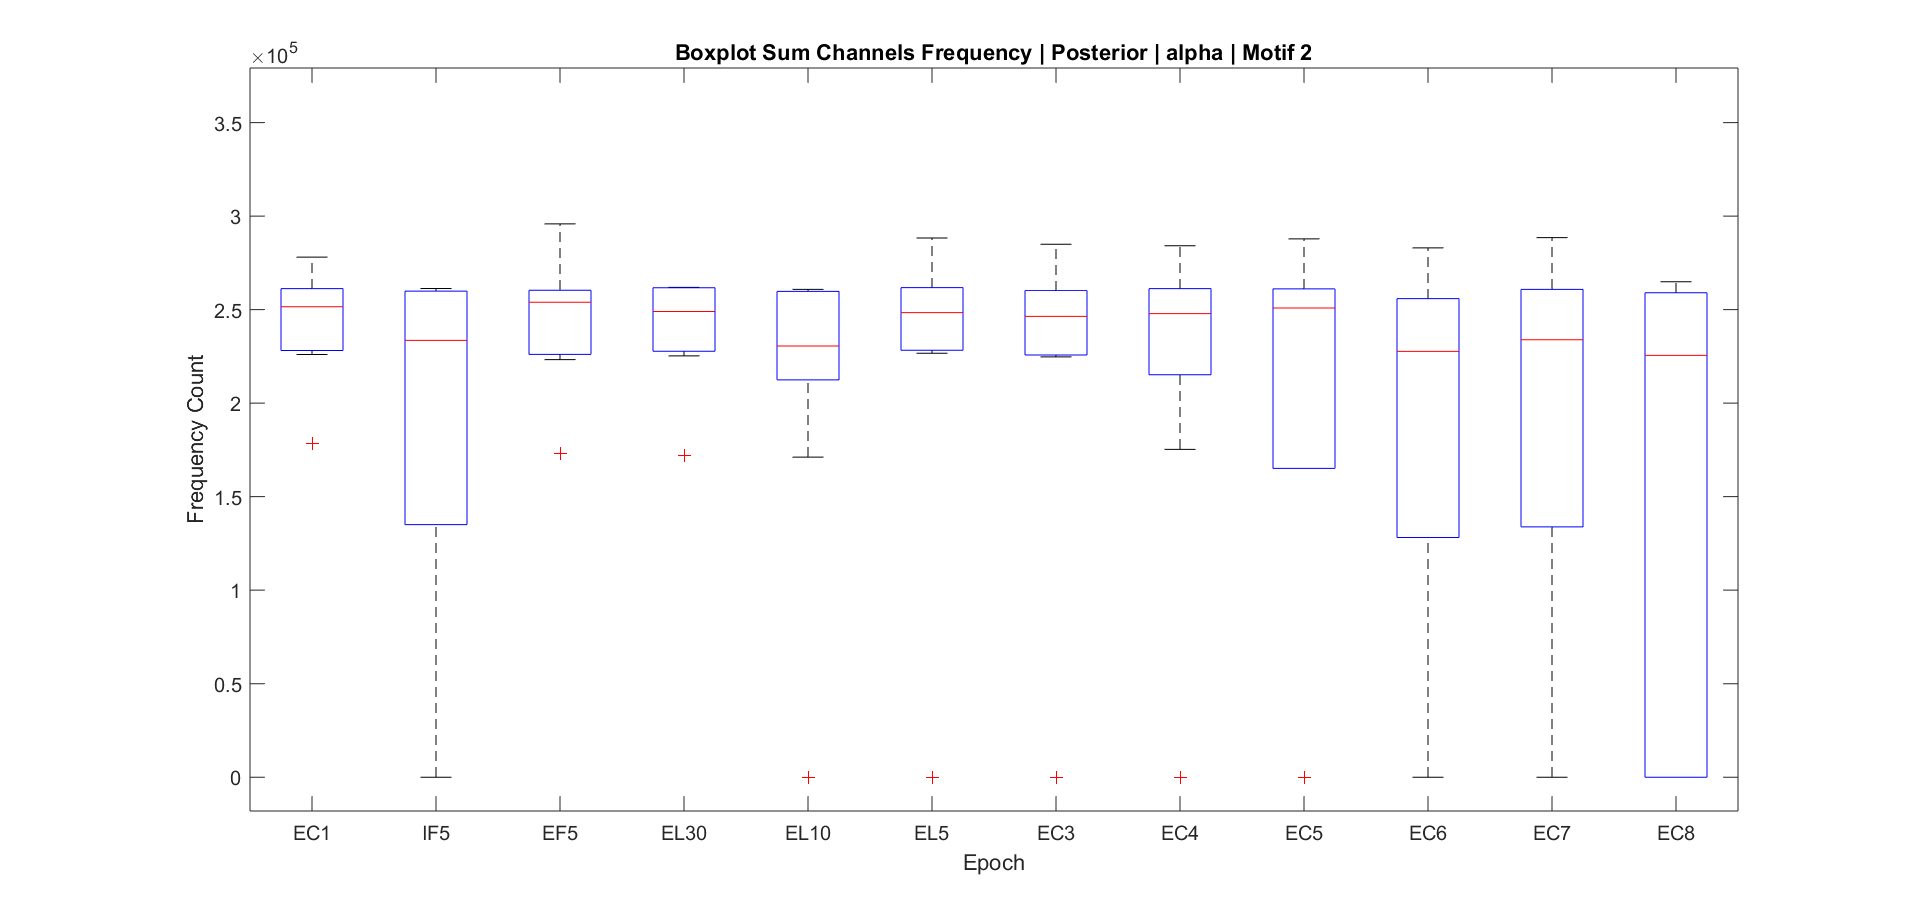 Boxplot Sum Channels Frequency | Posterior | alpha | Motif 2
×10^5
3.5
3
2.5
2
1.5
1
0.5
0
Frequency Count
EC1 IF5 EF5 EL30 EL10 EL5 EC3 EC4 EC5 EC6 EC7 EC8
Epoch